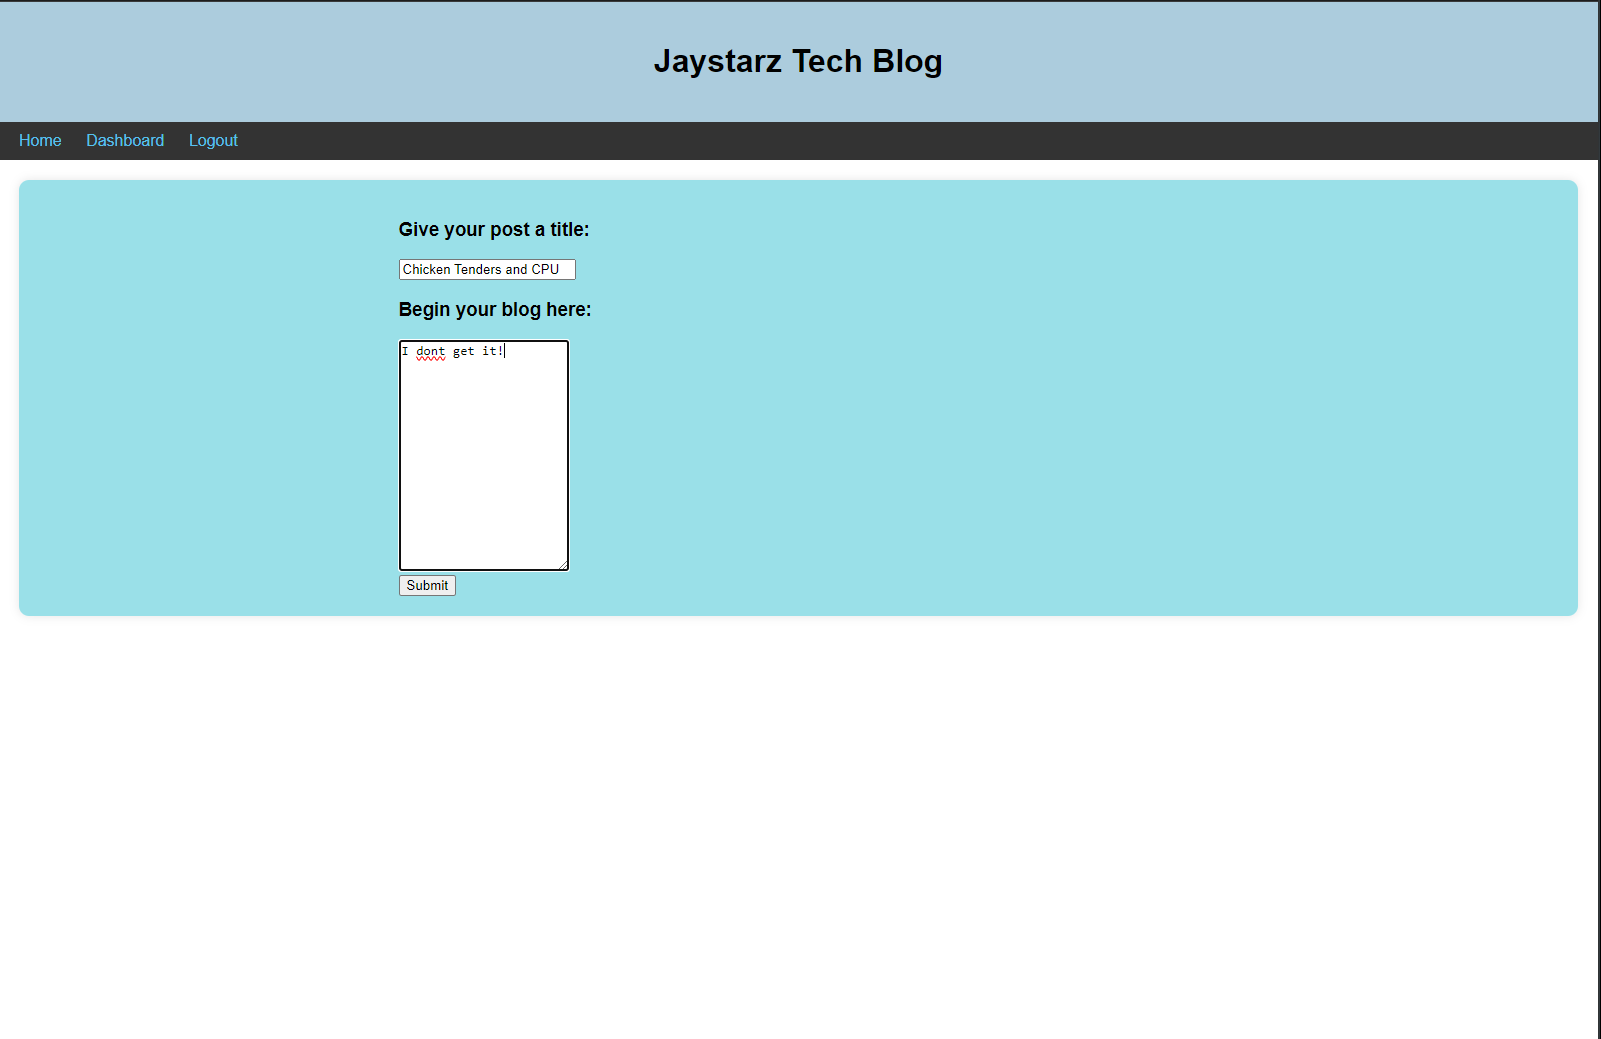 Jaystarz Tech Blog
Home Dashboard Logout
Give your post a title:
Chicken Tenders and CPU
Begin your blog here:
I dont get it!
Submit